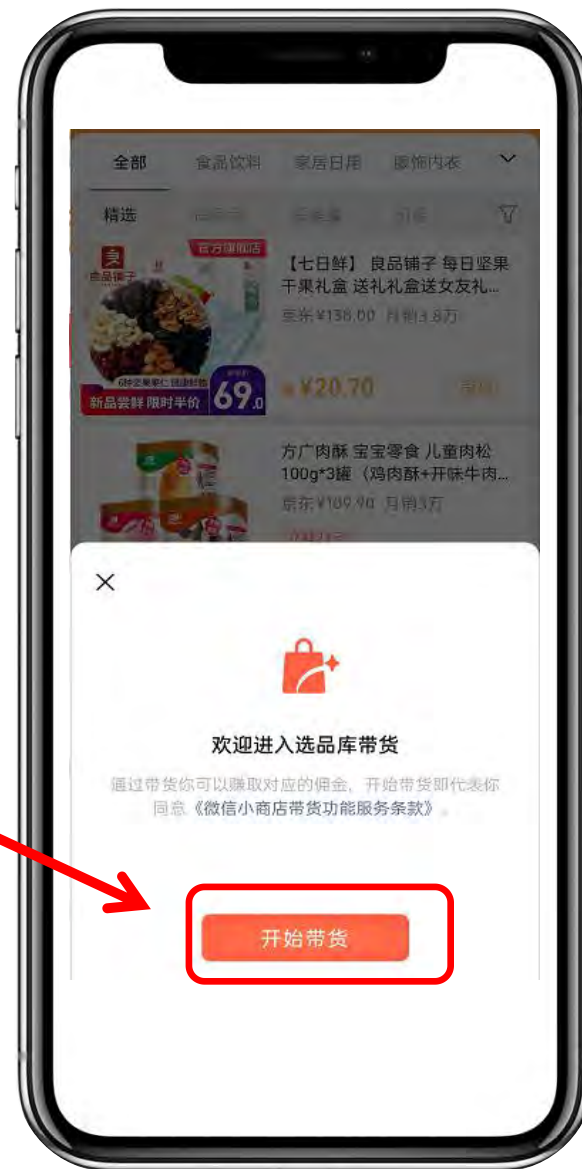 全部 食品饮料 家居日用 服饰内衣
精选
官方旗舰店
良品铺子
【七日鲜】 良品铺子 每日坚果
干果礼盒 送礼礼盒送女友礼...
京东¥138.00 月销3.8万
新品尝鲜 限时半价 69.0
¥20.70
方广肉酥 宝宝零食 儿童肉松
100g*3罐（鸡肉酥+开味牛肉...
京东¥109.90 月销3万
欢迎进入选品库带货
通过带货你可以赚取对应的佣金，开始带货即代表你
同意《微信小商店带货功能服务条款》。
开始带货